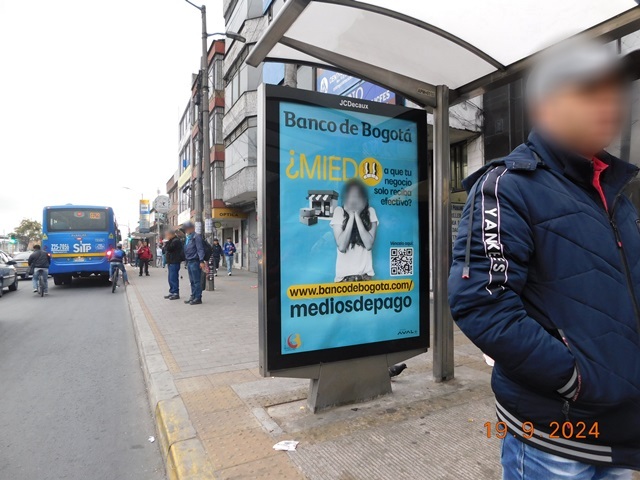 JCDecaux
Banco de Bogotá
¿MIEDO
a que tu
negocio
solo reciba
efectivo?
www.bancodebogota.com/
mediosdepago
AVAL
SITP
YANKEES
19 9 2024